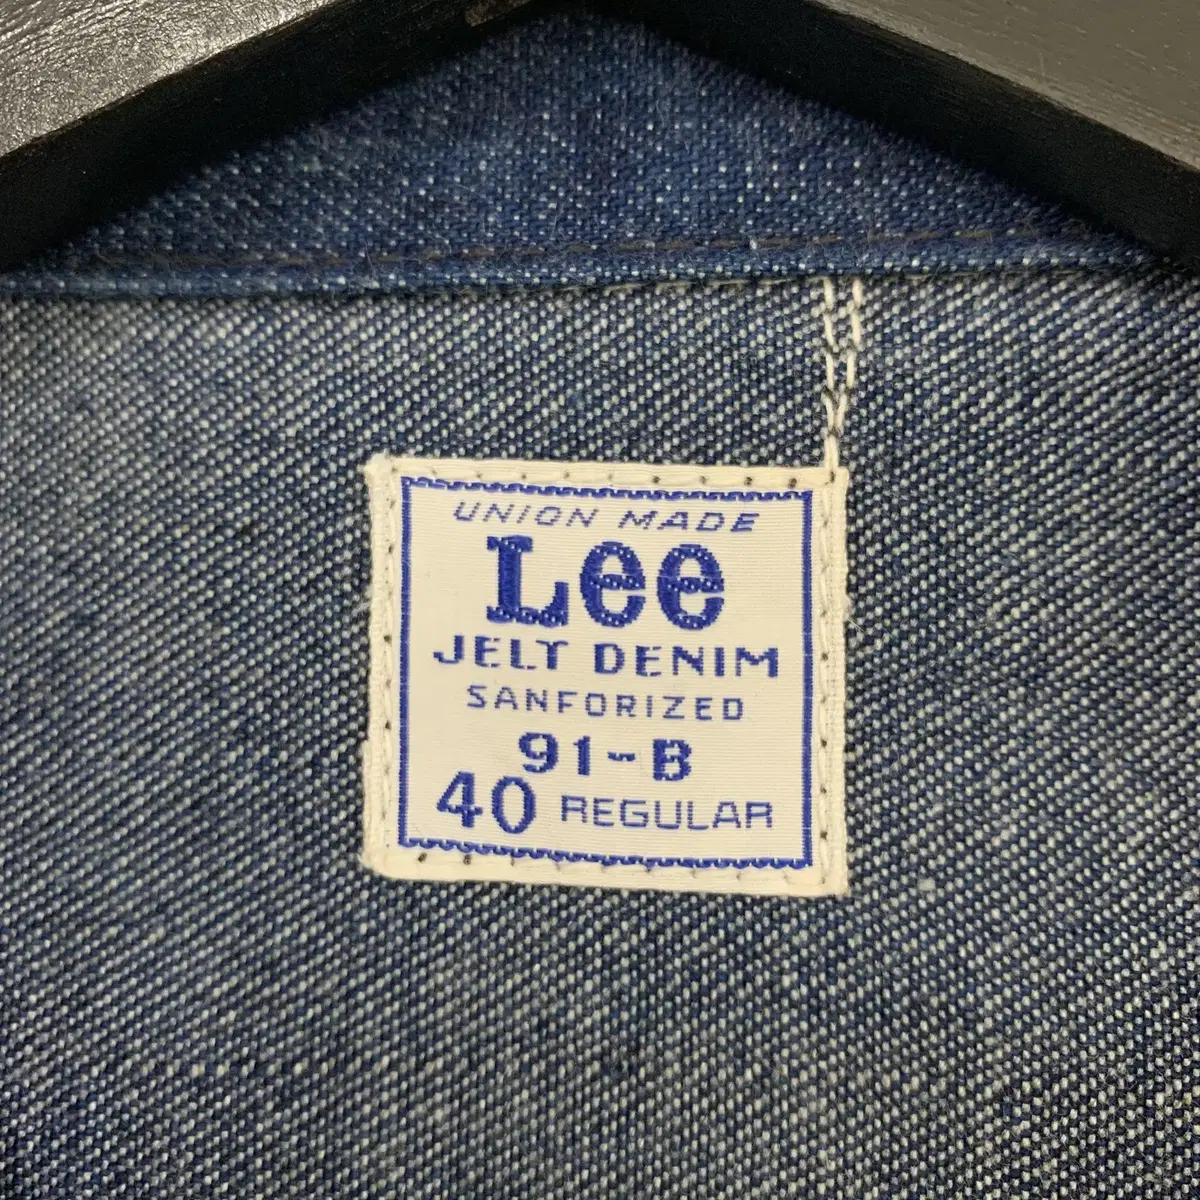 UNION MADE
Lee
JELT DENIM
SANFORIZED
91-B
40 REGULAR